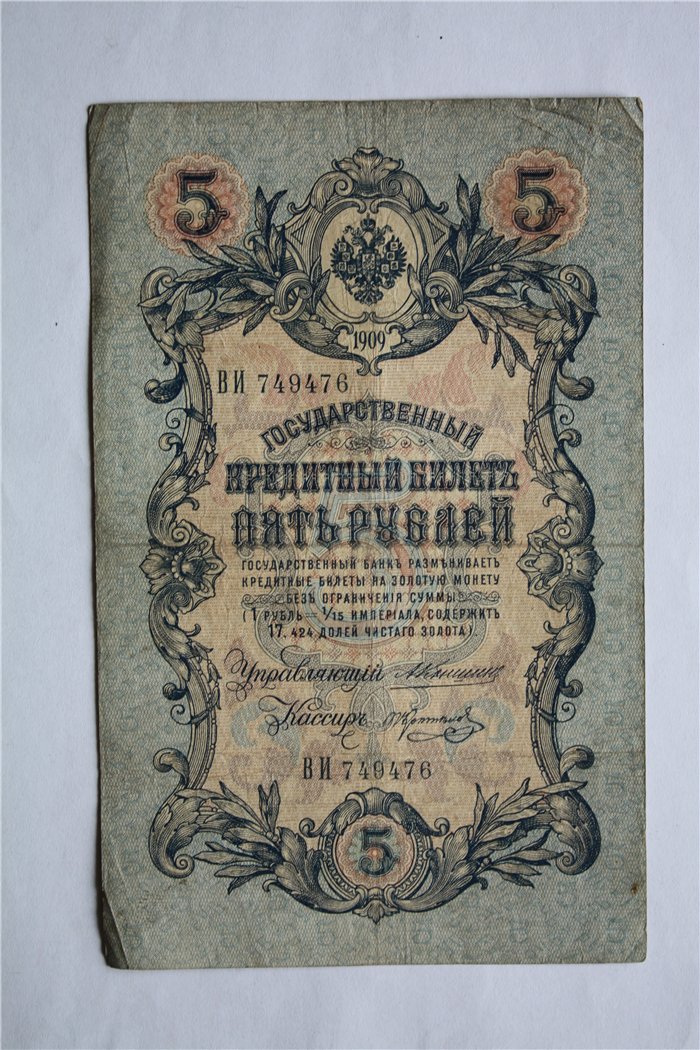 5 5
1909
ВИ 749476
ГОСУДАРСТВЕННЫЙ
КРЕДИТНЫЙ БИЛЕТЪ
ПЯТЬ РУБЛЕЙ
ГОСУДАРСТВЕННЫЙ БАНКЪ РАЗМѢНИВАЕТЪ
КРЕДИТНЫЕ БИЛЕТЫ НА ЗОЛОТУЮ МОНЕТУ
БЕЗЪ ОГРАНИЧЕНІЯ СУММЫ
(1 РУБЛЬ = 1/15 ИМПЕРІАЛА, СОДЕРЖИТЪ
17,424 ДОЛЕЙ ЧИСТАГО ЗОЛОТА)
Управляющій
Кассиръ
ВИ 749476
5